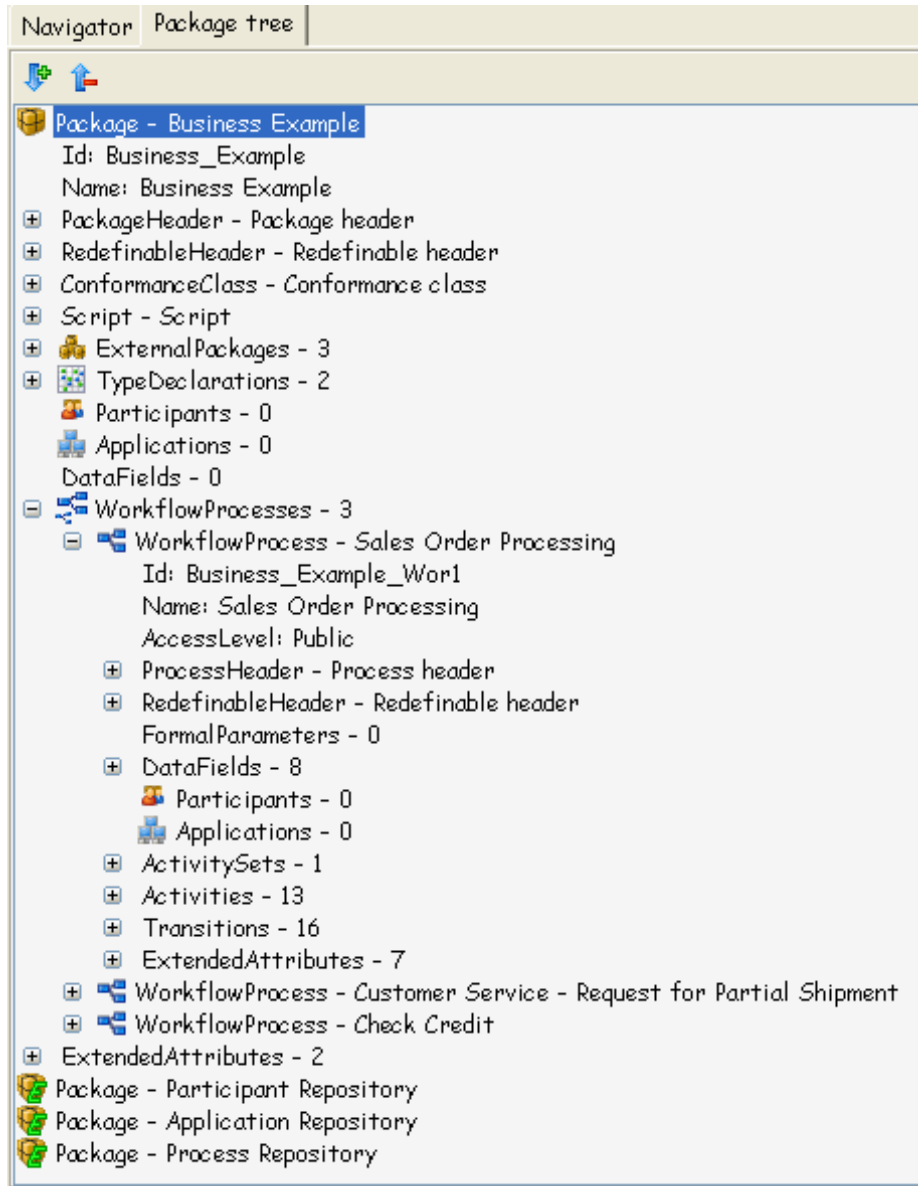 Navigator Package tree
Package - Business Example
Id: Business_Example
Name: Business Example
PackageHeader - Package header
RedefinableHeader - Redefinable header
ConformanceClass - Conformance class
Script - Script
ExternalPackages - 3
TypeDeclarations - 2
Participants - 0
Applications - 0
DataFields - 0
WorkflowProcesses - 3
WorkflowProcess - Sales Order Processing
Id: Business_Example_Wor1
Name: Sales Order Processing
AccessLevel: Public
ProcessHeader - Process header
RedefinableHeader - Redefinable header
FormalParameters - 0
DataFields - 8
Participants - 0
Applications - 0
ActivitySets - 1
Activities - 13
Transitions - 16
ExtendedAttributes - 7
WorkflowProcess - Customer Service - Request for Partial Shipment
WorkflowProcess - Check Credit
ExtendedAttributes - 2
Package - Participant Repository
Package - Application Repository
Package - Process Repository